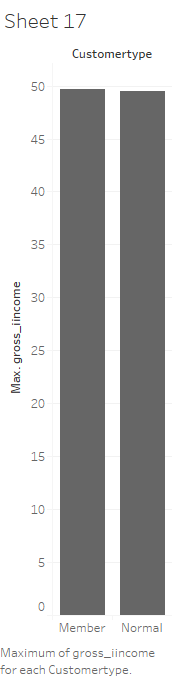 Sheet 17
Customertype
Max. gross_iincome
50
45
40
35
30
25
20
15
10
5
0
Member Normal
Maximum of gross_iincome
for each Customertype.